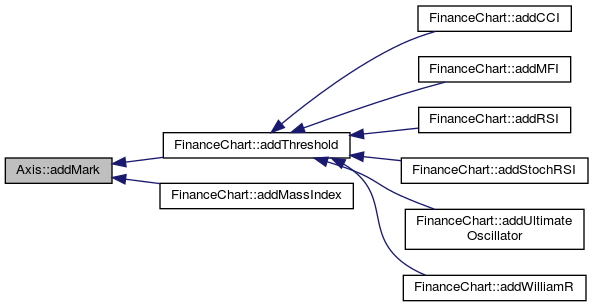 FinanceChart::addCCI
FinanceChart::addMFI
FinanceChart::addRSI
FinanceChart::addThreshold
Axis::addMark
FinanceChart::addStochRSI
FinanceChart::addMassIndex
FinanceChart::addUltimate
Oscillator
FinanceChart::addWilliamR